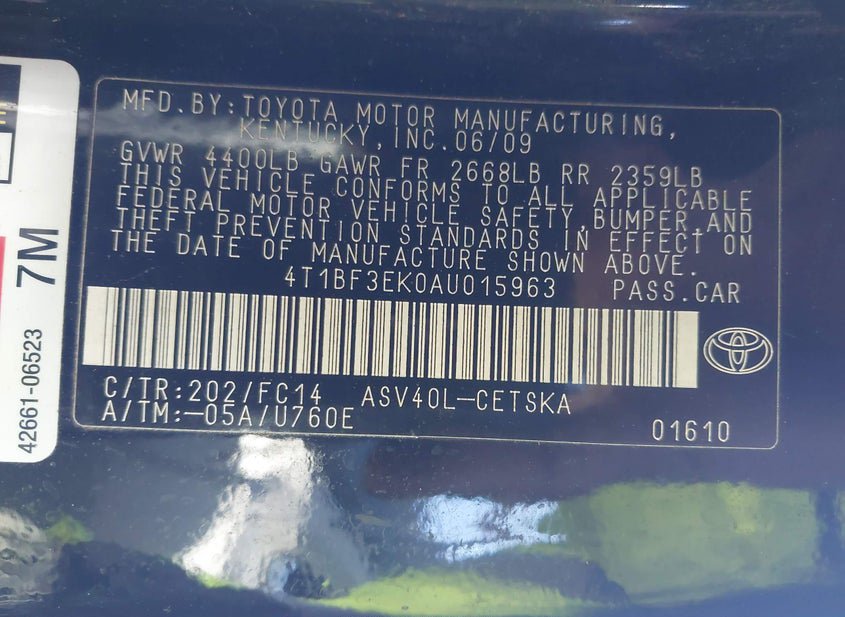 MFD.BY:TOYOTA MOTOR MANUFACTURING,
KENTUCKY,INC.06/09
GVWR 4400LB GAWR FR 2668LB RR 2359LB
THIS VEHICLE CONFORMS TO ALL APPLICABLE
FEDERAL MOTOR VEHICLE SAFETY,BUMPER,AND
THEFT PREVENTION STANDARDS IN EFFECT ON
THE DATE OF MANUFACTURE SHOWN ABOVE.
4T1BF3EK0AU015963 PASS.CAR
C/TR:202/FC14 ASV40L-CETSKA
A/TM:-05A/U760E 01610
7M
42661-06523